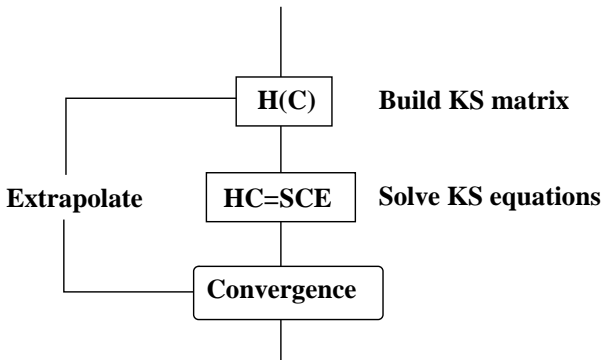 H(C)
Build KS matrix
Extrapolate
HC=SCE
Solve KS equations
Convergence